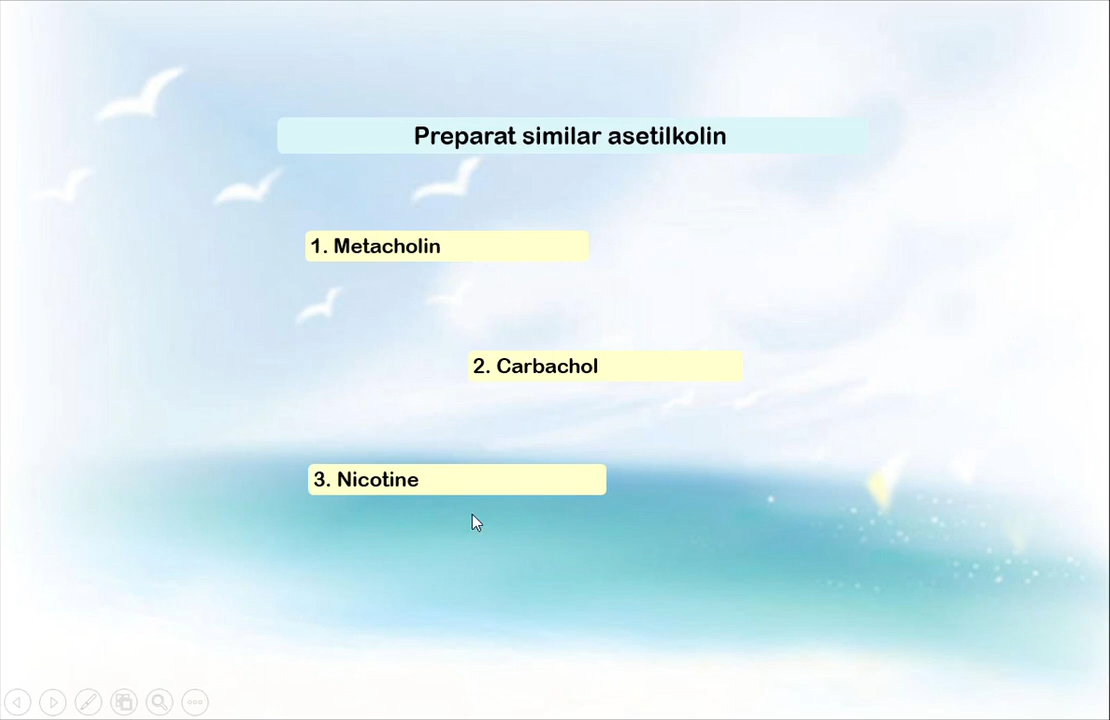 Preparat similar asetilkolin
1. Metacholin
2. Carbachol
3. Nicotine